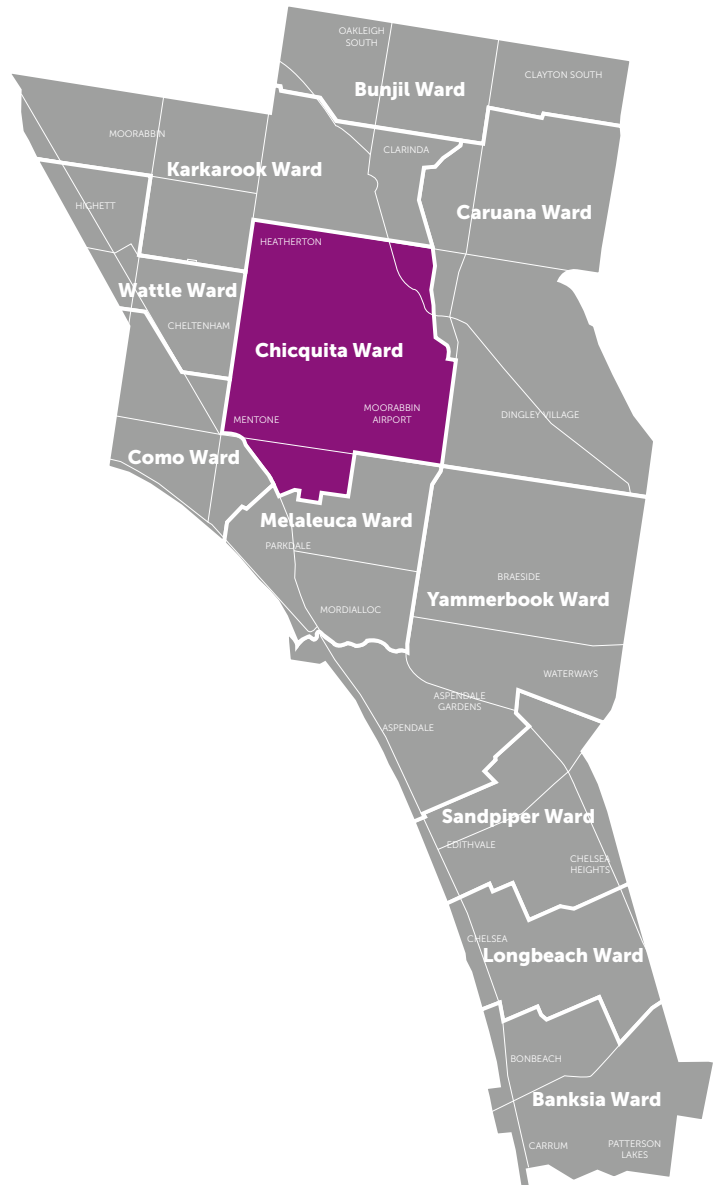 OAKLEIGH
SOUTH
CLAYTON SOUTH
Bunjil Ward
MOORABBIN
CLARINDA
Karkarook Ward
HIGHETT
Caruana Ward
HEATHERTON
Wattle Ward
CHELTENHAM
Chicquita Ward
MOORABBIN
AIRPORT
MENTONE
DINGLEY VILLAGE
Como Ward
Melaleuca Ward
PARKDALE
BRAESIDE
Yammerbook Ward
MORDIALLOC
WATERWAYS
ASPENDALE
GARDENS
ASPENDALE
Sandpiper Ward
EDITHVALE
CHELSEA
HEIGHTS
CHELSEA
Longbeach Ward
BONBEACH
Banksia Ward
CARRUM
PATTERSON
LAKES